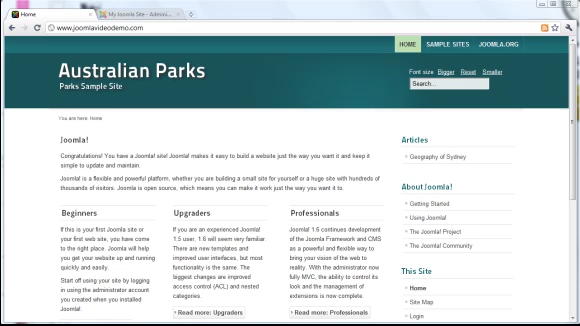 Home
My Joomla Site - Admini...
www.joomlavideodemo.com
HOME SAMPLE SITES JOOMLA.ORG
Australian Parks
Parks Sample Site
Font size Bigger Reset Smaller
Search...
You are here: Home
Joomla!
Congratulations! You have a Joomla! site! Joomla! makes it easy to build a website just the way you want it and keep it
simple to update and maintain.
Joomla! is a flexible and powerful platform, whether you are building a small site for yourself or a huge site with hundreds of
thousands of visitors. Joomla is open source, which means you can make it work just the way you want it to.
Beginners
If this is your first Joomla site or
your first web site, you have come
to the right place. Joomla will help
you get your website up and running
quickly and easily.
Start off using your site by logging
in using the administrator account
you created when you installed
Joomla!.
Upgraders
If you are an experienced Joomla!
1.5 user, 1.6 will seem very familiar.
There are new templates and
improved user interfaces, but most
functionality is the same. The
biggest changes are improved
access control (ACL) and nested
categories.
Read more: Upgraders
Professionals
Joomla! 1.6 continues development
of the Joomla Framework and CMS
as a powerful and flexible way to
bring your vision of the web to
reality. With the administrator now
fully MVC, the ability to control its
look and the management of
extensions is now complete.
Read more: Professionals
Articles
Geography of Sydney
About Joomla!
Getting Started
Using Joomla!
The Joomla! Project
The Joomla! Community
This Site
Home
Site Map
Login